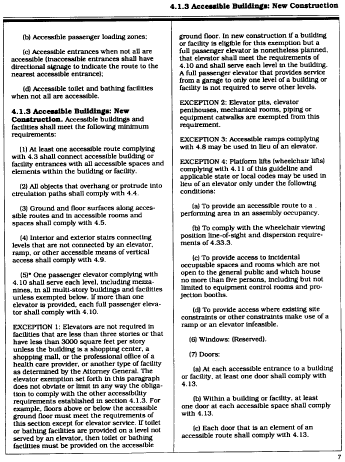 4.1.3 Accessible Buildings: New Construction
(b) Accessible passenger loading zones;
(c) Accessible entrances when not all are
accessible (inaccessible entrances shall have
directional signage to indicate the route to the
nearest accessible entrance);
(d) Accessible toilet and bathing facilities
when not all are accessible.
4.1.3 Accessible Buildings: New
Construction. Accessible buildings and
facilities shall meet the following minimum
requirements:
(1) At least one accessible route complying
with 4.3 shall connect accessible building or
facility entrances with all accessible spaces and
elements within the building or facility.
(2) All objects that overhang or protrude into
circulation paths shall comply with 4.4.
(3) Ground and floor surfaces along acces-
sible routes and in accessible rooms and
spaces shall comply with 4.5.
(4) Interior and exterior stairs connecting
levels that are not connected by an elevator,
ramp, or other accessible means of vertical
access shall comply with 4.9.
(5)* One passenger elevator complying with
4.10 shall serve each level, including mezza-
nines, in all multi-story buildings and facilities
unless exempted below. If more than one
elevator is provided, each full passenger eleva-
tor shall comply with 4.10.
EXCEPTION 1: Elevators are not required in
facilities that are less than three stories or that
have less than 3000 square feet per story
unless the building is a shopping center, a
shopping mall, or the professional office of a
health care provider, or another type of facility
as determined by the Attorney General. The
elevator exemption set forth in this paragraph
does not obviate or limit in any way the obliga-
tion to comply with the other accessibility
requirements established in section 4.1.3. For
example, floors above or below the accessible
ground floor must meet the requirements of
this section except for elevator service. If toilet
or bathing facilities are provided on a level not
served by an elevator, then toilet or bathing
facilities must be provided on the accessible
ground floor. In new construction if a building
or facility is eligible for this exemption but a
full passenger elevator is nonetheless planned,
that elevator shall meet the requirements of
4.10 and shall serve each level in the building.
A full passenger elevator that provides service
from a garage to only one level of a building or
facility is not required to serve other levels.
EXCEPTION 2: Elevator pits, elevator
penthouses, mechanical rooms, piping or
equipment catwalks are exempted from this
requirement.
EXCEPTION 3: Accessible ramps complying
with 4.8 may be used in lieu of an elevator.
EXCEPTION 4: Platform lifts (wheelchair lifts)
complying with 4.11 of this guideline and
applicable state or local codes may be used in
lieu of an elevator only under the following
conditions:
(a) To provide an accessible route to a
performing area in an assembly occupancy.
(b) To comply with the wheelchair viewing
position line-of-sight and dispersion require-
ments of 4.33.3.
(c) To provide access to incidental
occupiable spaces and rooms which are not
open to the general public and which house
no more than five persons, including but not
limited to equipment control rooms and pro-
jection booths.
(d) To provide access where existing site
constraints or other constraints make use of a
ramp or an elevator infeasible.
(6) Windows: (Reserved).
(7) Doors:
(a) At each accessible entrance to a building
or facility, at least one door shall comply with
4.13.
(b) Within a building or facility, at least
one door at each accessible space shall comply
with 4.13.
(c) Each door that is an element of an
accessible route shall comply with 4.13.
7